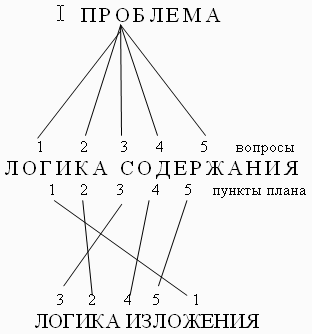 ПРОБЛЕМА
1 2 3 4 5 вопросы
ЛОГИКА СОДЕРЖАНИЯ
1 2 3 4 5 пункты плана
3 2 4 5 1
ЛОГИКА ИЗЛОЖЕНИЯ